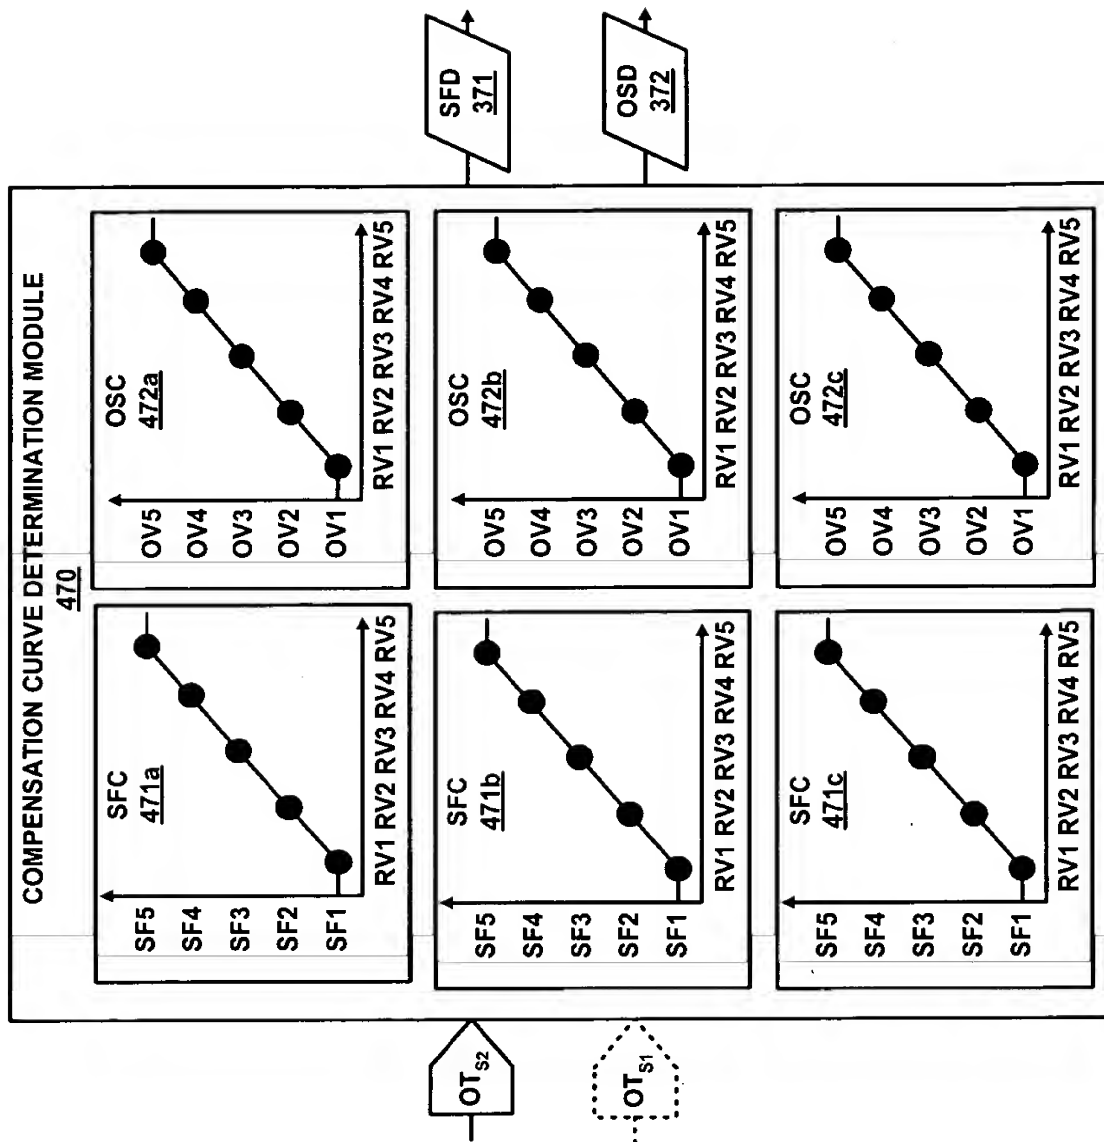 COMPENSATION CURVE DETERMINATION MODULE
470
OT_S2
OT_S1
SFC
471a
SF5
SF4
SF3
SF2
SF1
RV1 RV2 RV3 RV4 RV5
OSC
472a
OV5
OV4
OV3
OV2
OV1
RV1 RV2 RV3 RV4 RV5
SFC
471b
SF5
SF4
SF3
SF2
SF1
RV1 RV2 RV3 RV4 RV5
OSC
472b
OV5
OV4
OV3
OV2
OV1
RV1 RV2 RV3 RV4 RV5
SFC
471c
SF5
SF4
SF3
SF2
SF1
RV1 RV2 RV3 RV4 RV5
OSC
472c
OV5
OV4
OV3
OV2
OV1
RV1 RV2 RV3 RV4 RV5
SFD
371
OSD
372